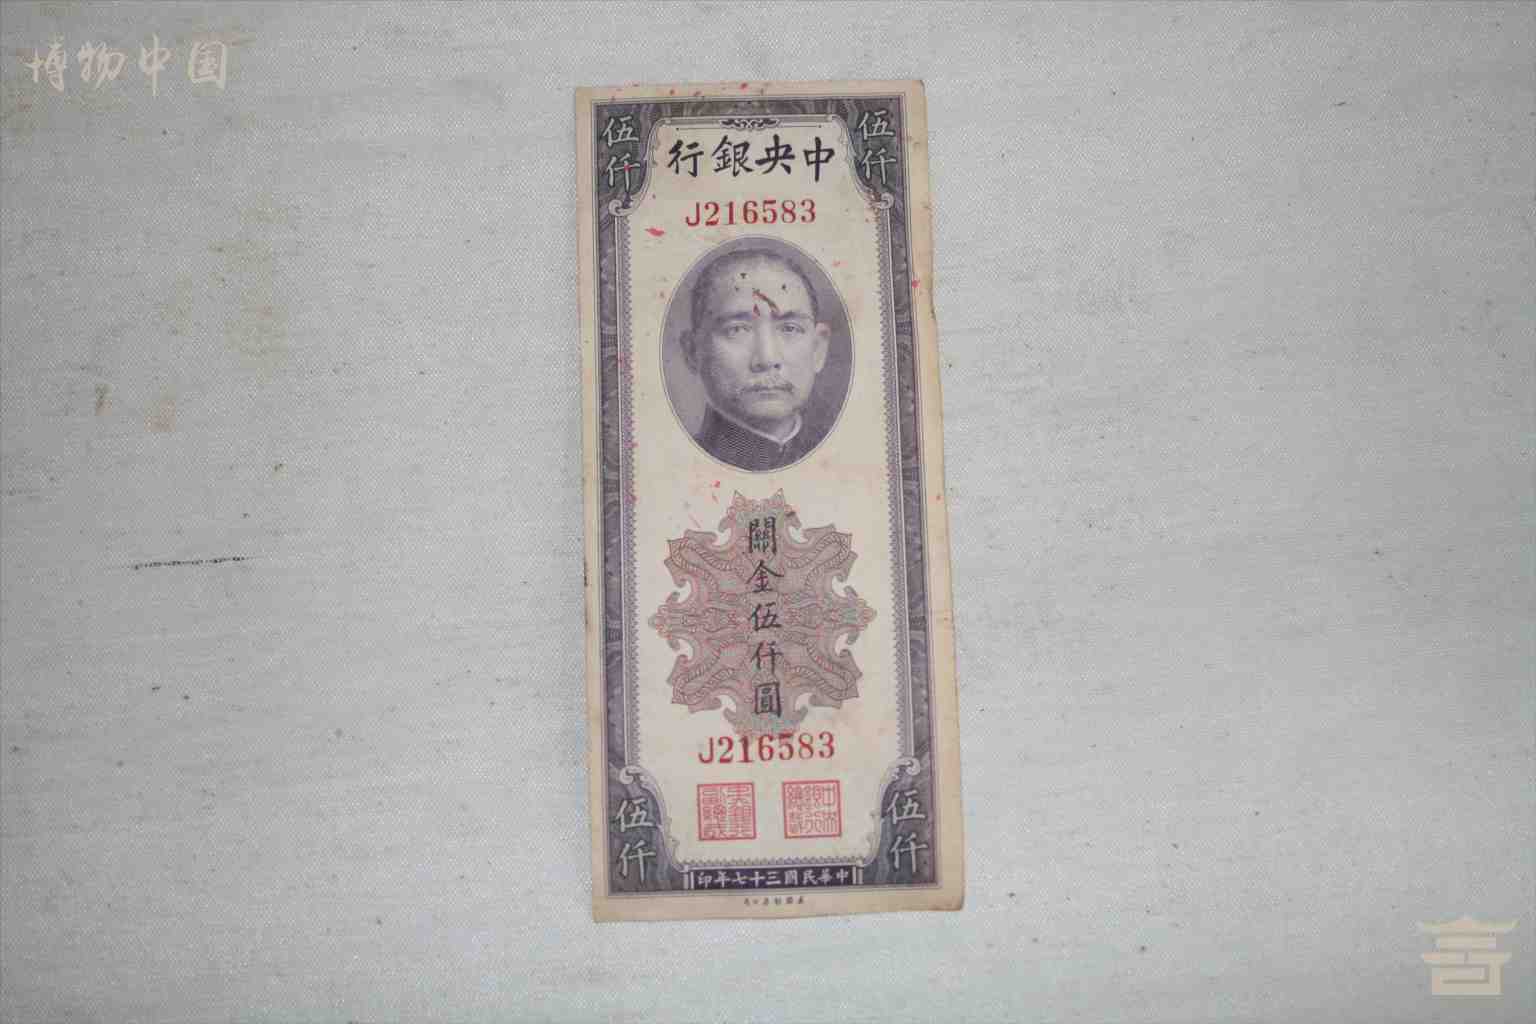 博物中国
伍仟
伍仟
中央銀行
J216583
關金伍仟圓
J216583
伍仟
伍仟
中華民國三十七年印